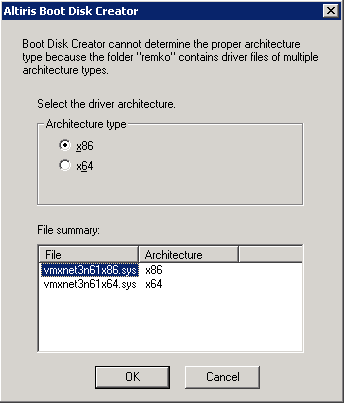 Altiris Boot Disk Creator
Boot Disk Creator cannot determine the proper architecture
type because the folder "remko" contains driver files of multiple
architecture types.
Select the driver architecture.
Architecture type
x86
x64
File summary:
File Architecture
vmxnet3n61x86.sys x86
vmxnet3n61x64.sys x64
OK Cancel